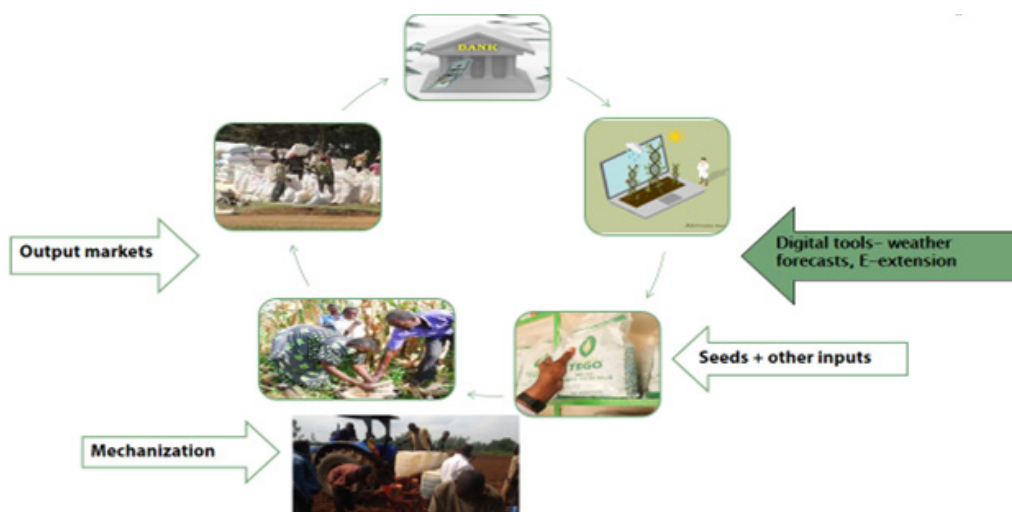 BANK
Output markets
Digital tools– weather
forecasts, E–extension
TEGO
Seeds + other inputs
Mechanization